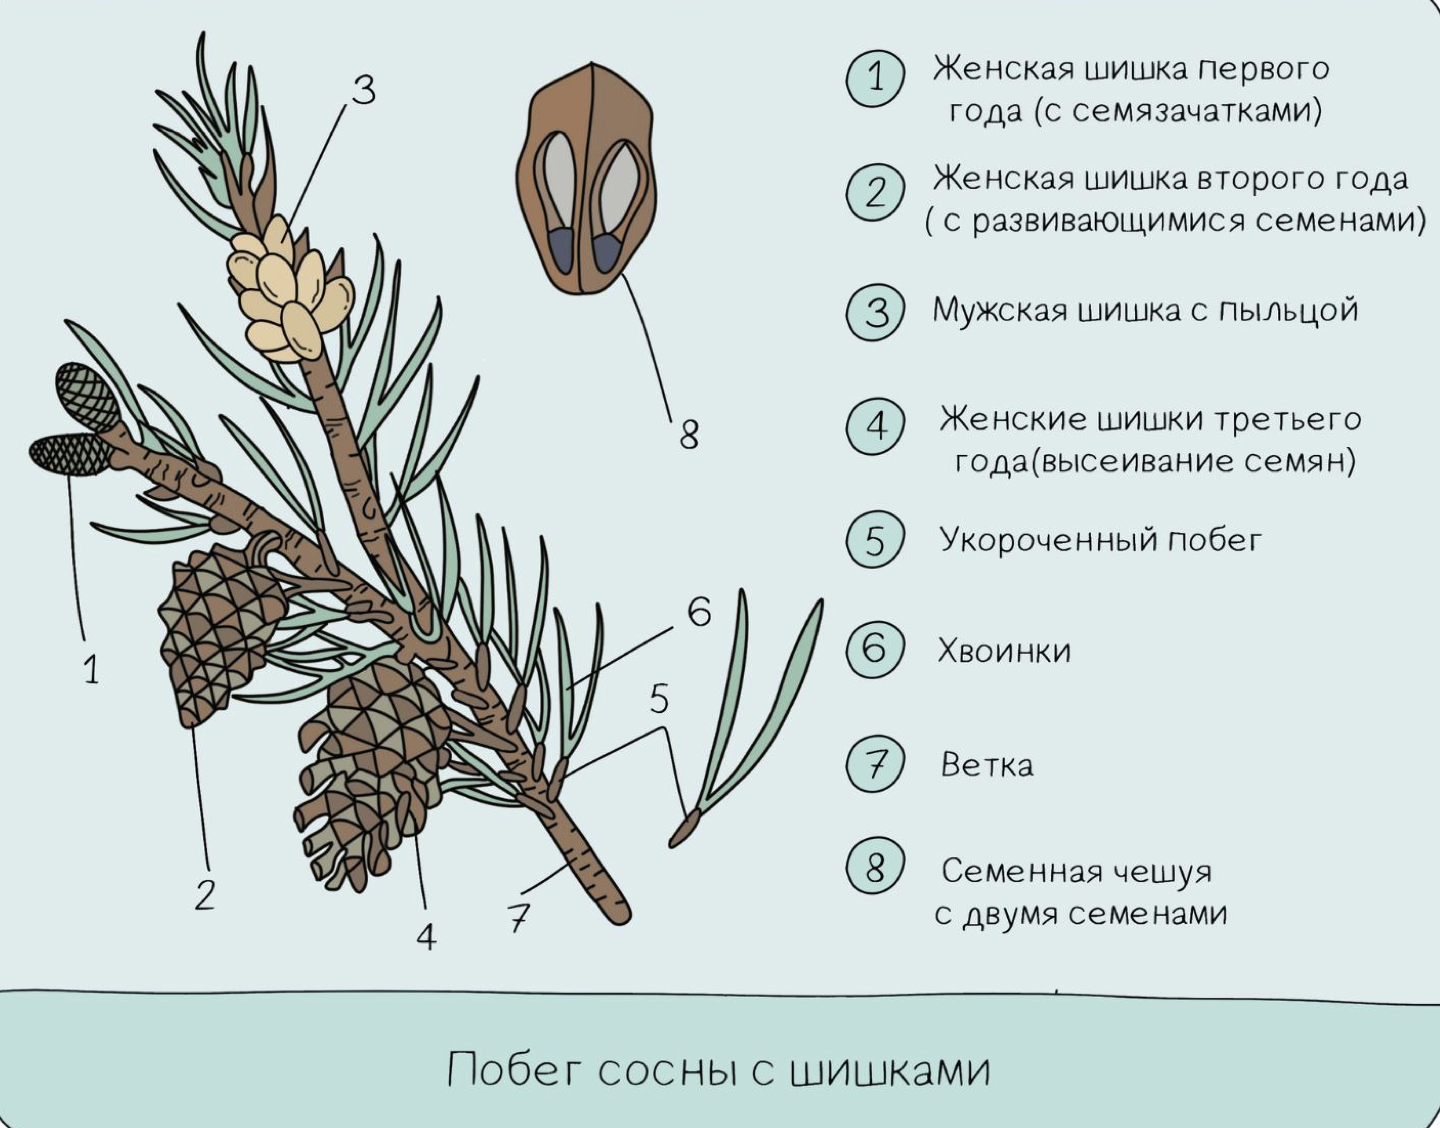 3
8
6
5
1
2
4
7
1 Женская шишка первого
года (с семязачатками)
2 Женская шишка второго года
( с развивающимися семенами)
3 Мужская шишка с пыльцой
4 Женские шишки третьего
года(высеивание семян)
5 Укороченный побег
6 Хвоинки
7 Ветка
8 Семенная чешуя
с двумя семенами
Побег сосны с шишками